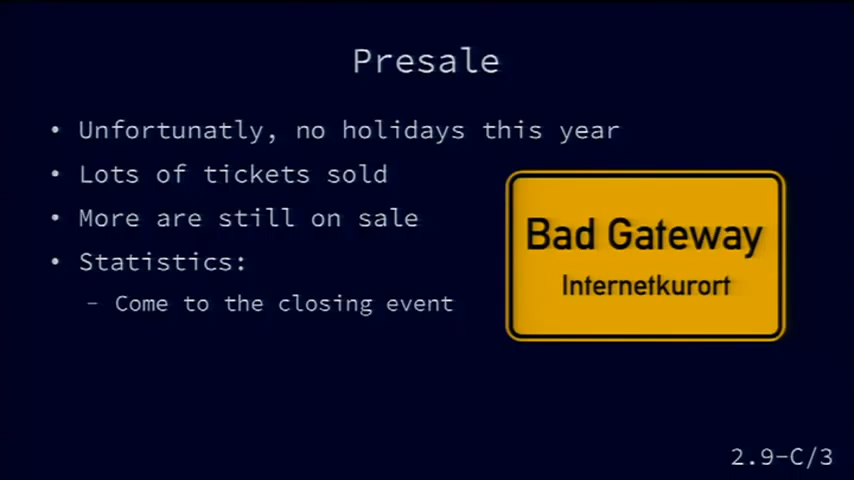 Presale
• Unfortunatly, no holidays this year
• Lots of tickets sold
• More are still on sale
• Statistics:
– Come to the closing event
Bad Gateway
Internetkurort
2.9-C/3